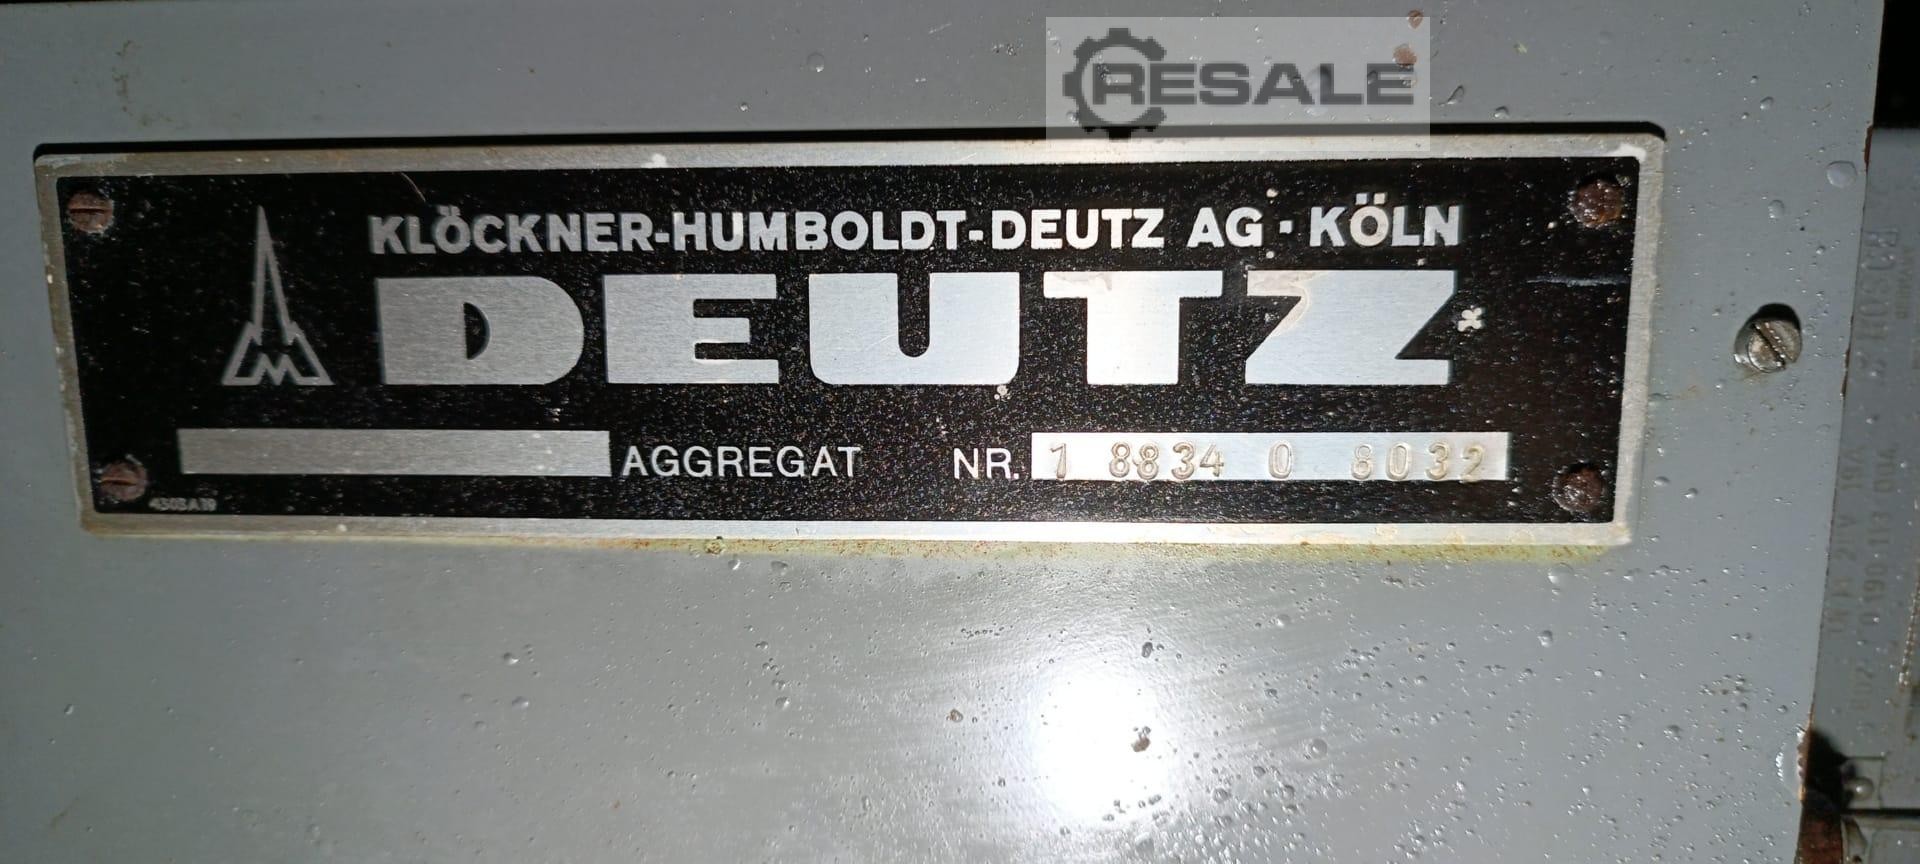 RESALE
KLÖCKNER-HUMBOLDT-DEUTZ AG · KÖLN
DEUTZ
AGGREGAT NR. 1 8834 0 8032